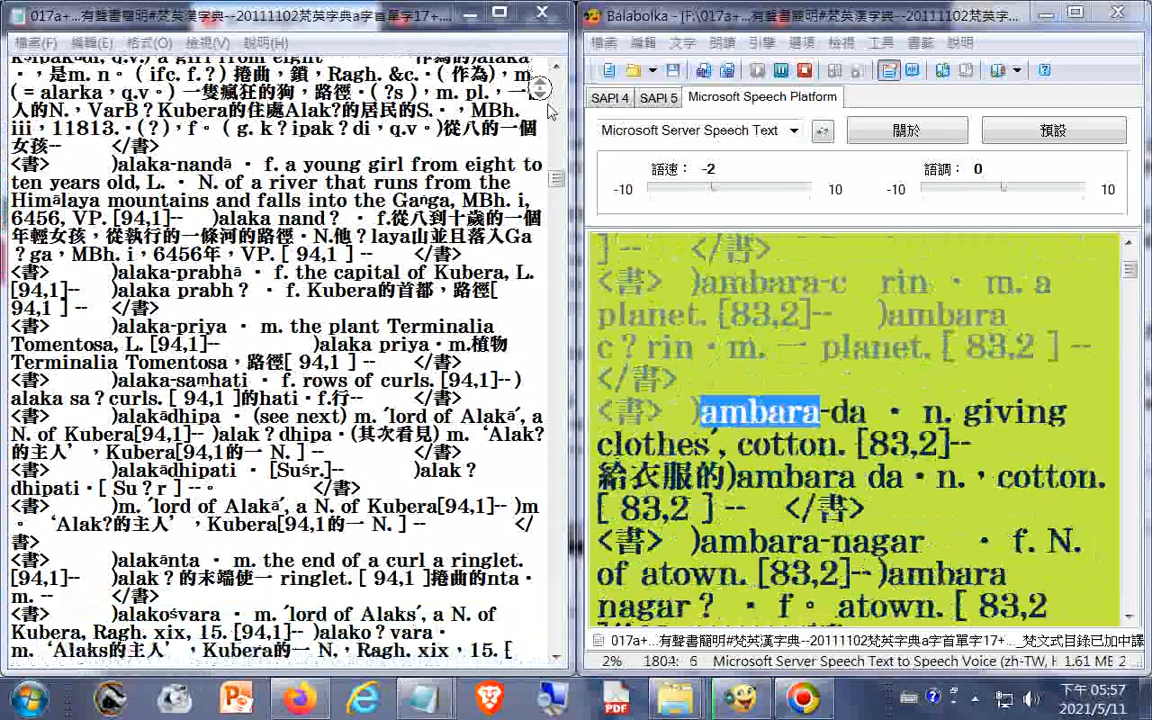 017a+...有聲書簡明#梵英漢字典--20111102梵英字典a字首單字17+...
檔案(F) 編輯(E) 格式(O) 檢視(V) 說明(H)
・，是m. n。 ( ifc. f.？) 捲曲，鎖，Ragh. &c.・( 作為)，m
( = alarka, q.v。) 一隻瘋狂的狗，路徑・( ?s )，m. pl.，一
人的N.，VarB？Kubera的住處Alak?的居民的S.・，MBh.
iii，11813.・(？)，f。 ( g. k？ipak？di，q.v。)從八的一個
女孩-- </書>
<書> )alaka-nandā ・ f. a young girl from eight to
ten years old, L. ・ N. of a river that runs from the
Himālaya mountains and falls into the Gaṅga, MBh. i,
6456, VP. [94,1]-- )alaka nand？ ・ f.從八到十歲的一個
年輕女孩，從執行的一條河的路徑・N.他？laya山並且落入Ga
？ga，MBh. i，6456年，VP. [ 94,1 ]-- </書>
<書> )alaka-prabhā ・ f. the capital of Kubera, L.
[94,1]-- )alaka prabh？ ・ f. Kubera的首都，路徑[
94,1 ] -- </書>
<書> )alaka-priya ・ m. the plant Terminalia
Tomentosa, L. [94,1]-- )alaka priya・m.植物
Terminalia Tomentosa，路徑[ 94,1 ] -- </書>
<書> )alaka-saṃhati ・ f. rows of curls. [94,1]--)
alaka sa？curls. [ 94,1 ]的hati・f.行-- </書>
<書> )alakādhipa ・ (see next) m. 'lord of Alakā', a
N. of Kubera[94,1]--)alak？dhipa・(其次看見) m.‘Alak?
的主人’，Kubera[94,1的一 N. ] -- </書>
<書> )alakādhipati ・ [Suśr.]-- )alak？
dhipati・[ Su？r ] --。 </書>
<書> )m. 'lord of Alakā', a N. of Kubera[94,1]--)m
。‘Alak?的主人’，Kubera[94,1的一 N. ] -- </
書>
<書> )alakānta ・ m. the end of a curl a ringlet.
[94,1]--)alak？的末端使一 ringlet. [ 94,1 ]捲曲的nta・
m. -- </書>
<書> )alakośvara ・ m. 'lord of Alaks', a N. of
Kubera, Ragh. xix, 15. [94,1]--)alako？vara・
m.‘Alaks的主人’，Kubera的一 N.，Ragh. xix，15. [
Balabolka - [F:\017a+...有聲書簡明#梵英漢字典--20111102梵英字...
檔案 編輯 文字 朗讀 引擎 選項 檢視 工具 書籤 說明
SAPI 4 SAPI 5 Microsoft Speech Platform
Microsoft Server Speech Text 關於 預設
語速： -2 語調： 0
-10 10 -10 10
] -- </書>
<書> )ambara-c rin ・ m. a
planet. [83,2]-- )ambara
c？rin・m. 一 planet. [ 83,2 ] --
</書>
<書> )ambara-da ・ n. giving
clothes', cotton. [83,2]--
給衣服的)ambara da・n.，cotton.
[ 83,2 ] -- </書>
<書> )ambara-nagar ・ f. N.
of atown. [83,2]--)ambara
nagar？ ・ f。 atown. [ 83,2
017a+...有聲書簡明#梵英漢字典--20111102梵英字典a字首單字17+..._梵文式目錄已加中譯
2% 1804: 6 Microsoft Server Speech Text to Speech Voice (zh-TW, H 1.61 MB 2
下午 05:57
2021/5/11